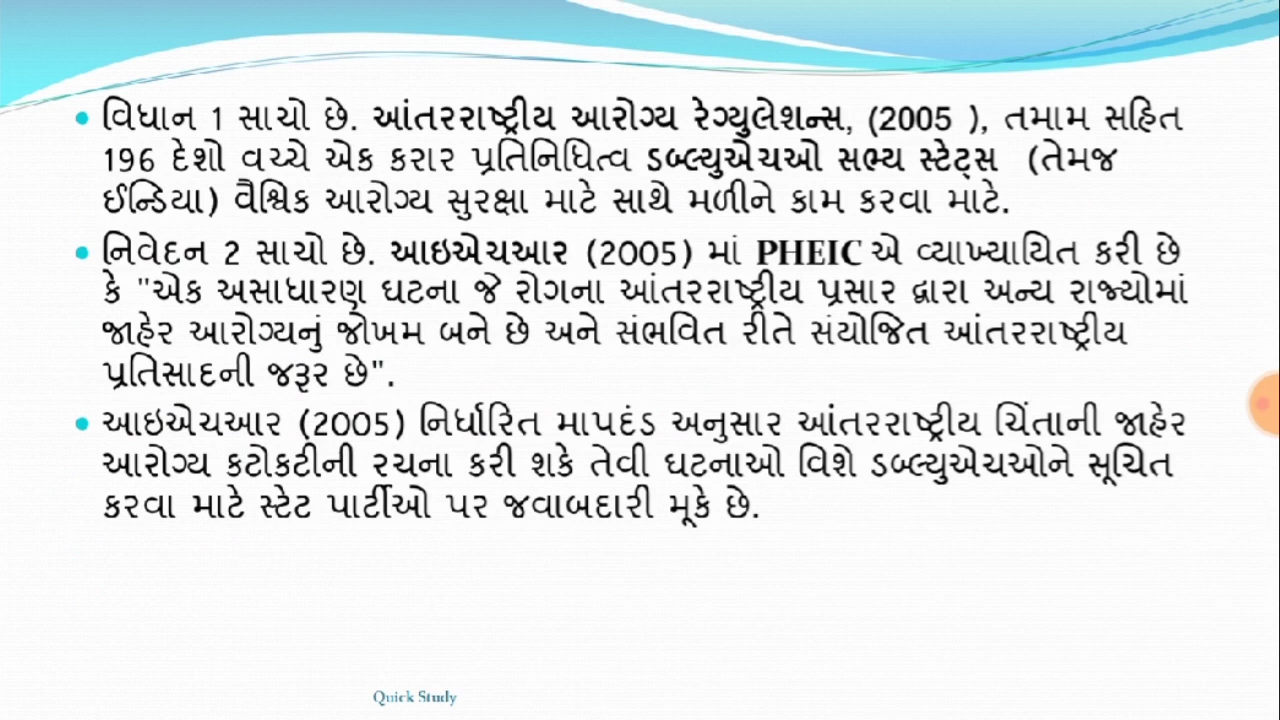 • વિધાન 1 સાચો છે. આંતરરાષ્ટ્રીય આરોગ્ય રેગ્યુલેશન્સ, (2005 ), તમામ સહિત
196 દેશો વચ્ચે એક કરાર પ્રતિનિધિત્વ ડબ્લ્યુએચઓ સભ્ય સ્ટેટ્સ (તેમજ
ઈન્ડિયા) વૈશ્વિક આરોગ્ય સુરક્ષા માટે સાથે મળીને કામ કરવા માટે.
• નિવેદન 2 સાચો છે. આઇએચઆર (2005) માં PHEIC એ વ્યાખ્યાયિત કરી છે
કે "એક અસાધારણ ઘટના જે રોગના આંતરરાષ્ટ્રીય પ્રસાર દ્વારા અન્ય રાજ્યોમાં
જાહેર આરોગ્યનું જોખમ બને છે અને સંભવિત રીતે સંયોજિત આંતરરાષ્ટ્રીય
પ્રતિસાદની જરૂર છે".
• આઇએચઆર (2005) નિર્ધારિત માપદંડ અનુસાર આંતરરાષ્ટ્રીય ચિંતાની જાહેર
આરોગ્ય કટોકટીની રચના કરી શકે તેવી ઘટનાઓ વિશે ડબ્લ્યુએચઓને સૂચિત
કરવા માટે સ્ટેટ પાર્ટીઓ પર જવાબદારી મૂકે છે.
Quick Study